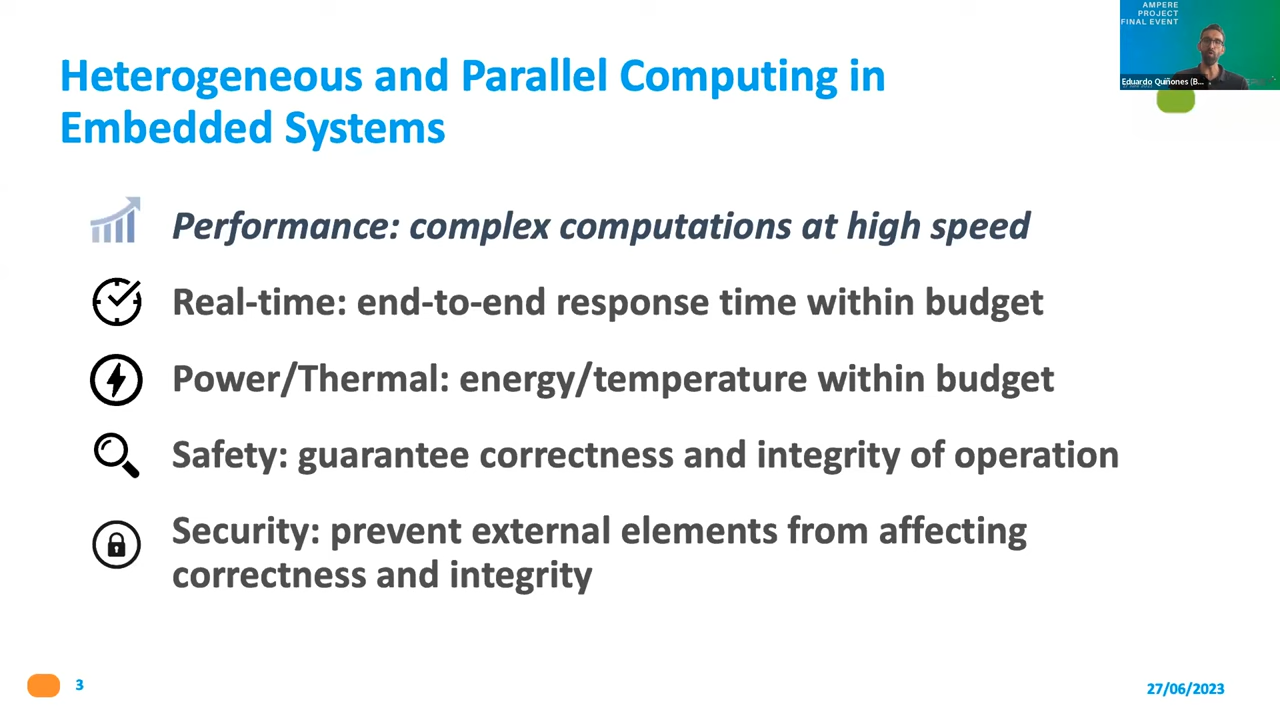 AMPERE
PROJECT
FINAL EVENT
Eduardo Quiñones (B...
Heterogeneous and Parallel Computing in
Embedded Systems
Performance: complex computations at high speed
Real-time: end-to-end response time within budget
Power/Thermal: energy/temperature within budget
Safety: guarantee correctness and integrity of operation
Security: prevent external elements from affecting
correctness and integrity
3
27/06/2023